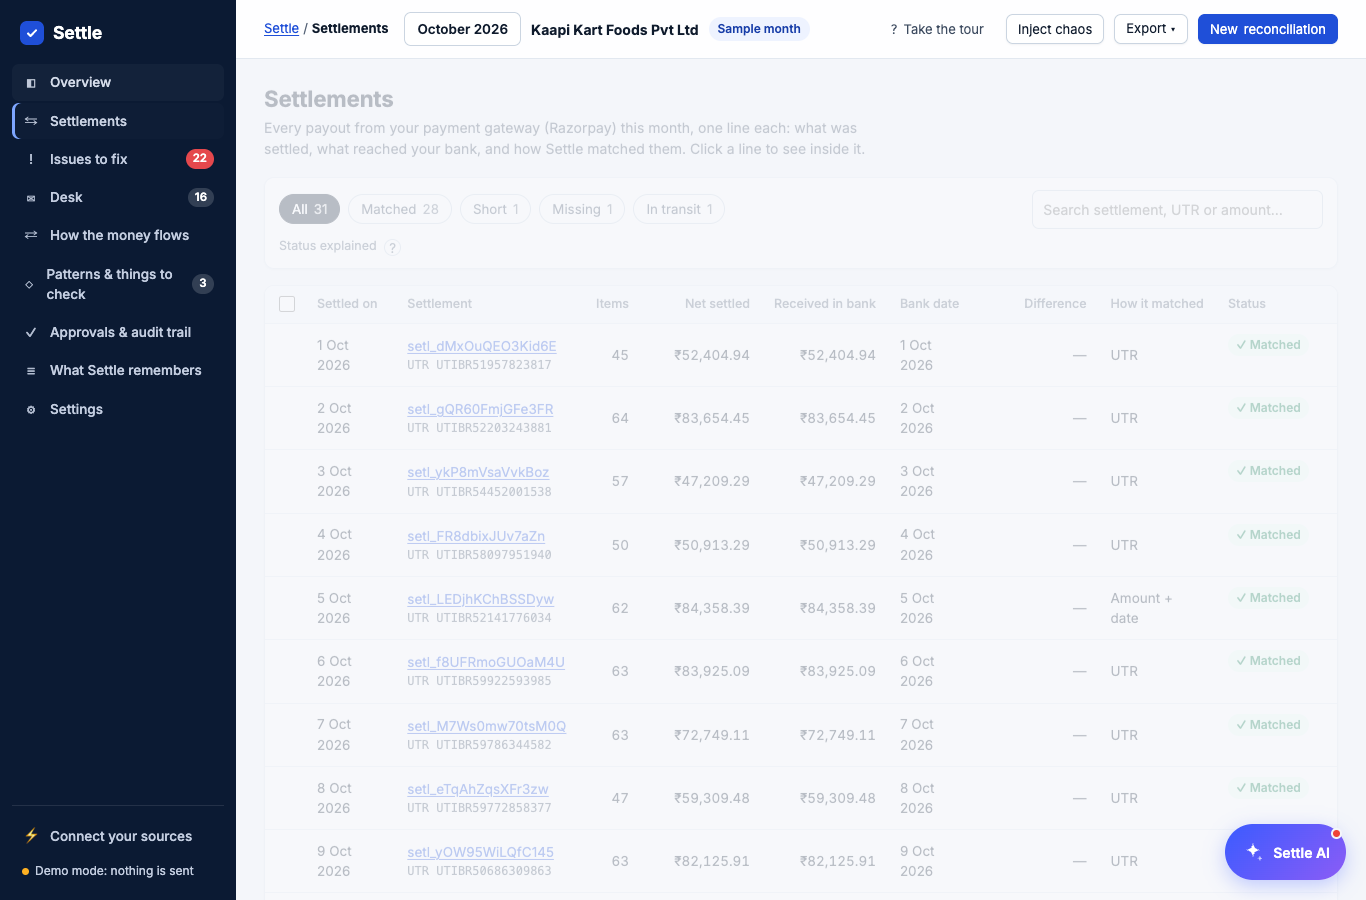 Settle
Overview
Settlements
Issues to fix 22
Desk 16
How the money flows
Patterns & things to
check 3
Approvals & audit trail
What Settle remembers
Settings
Connect your sources
Demo mode: nothing is sent
Settle / Settlements October 2026 Kaapi Kart Foods Pvt Ltd Sample month ? Take the tour Inject chaos Export New reconciliation
Settlements
Every payout from your payment gateway (Razorpay) this month, one line each: what was
settled, what reached your bank, and how Settle matched them. Click a line to see inside it.
All 31 Matched 28 Short 1 Missing 1 In transit 1 Search settlement, UTR or amount...
Status explained ?
Settled on Settlement Items Net settled Received in bank Bank date Difference How it matched Status
1 Oct 2026 setl_dMxOuQEO3Kid6E UTR UTIBR51957823817 45 ₹52,404.94 ₹52,404.94 1 Oct 2026 — UTR ✓ Matched
2 Oct 2026 setl_gQR60FmjGFe3FR UTR UTIBR52203243881 64 ₹83,654.45 ₹83,654.45 2 Oct 2026 — UTR ✓ Matched
3 Oct 2026 setl_ykP8mVsaVvkBoz UTR UTIBR54452001538 57 ₹47,209.29 ₹47,209.29 3 Oct 2026 — UTR ✓ Matched
4 Oct 2026 setl_FR8dbixJUv7aZn UTR UTIBR58097951940 50 ₹50,913.29 ₹50,913.29 4 Oct 2026 — UTR ✓ Matched
5 Oct 2026 setl_LEDjhKChBSSDyw UTR UTIBR52141776034 62 ₹84,358.39 ₹84,358.39 5 Oct 2026 — Amount + date ✓ Matched
6 Oct 2026 setl_f8UFRmoGUOaM4U UTR UTIBR59922593985 63 ₹83,925.09 ₹83,925.09 6 Oct 2026 — UTR ✓ Matched
7 Oct 2026 setl_M7Ws0mw70tsM0Q UTR UTIBR59786344582 63 ₹72,749.11 ₹72,749.11 7 Oct 2026 — UTR ✓ Matched
8 Oct 2026 setl_eTqAhZqsXFr3zw UTR UTIBR59772858377 47 ₹59,309.48 ₹59,309.48 8 Oct 2026 — UTR ✓ Matched
9 Oct 2026 setl_yOW95WiLQfC145 UTR UTIBR50686309863 63 ₹82,125.91 ₹82,125.91 9 Oct 2026 — UTR
Settle AI